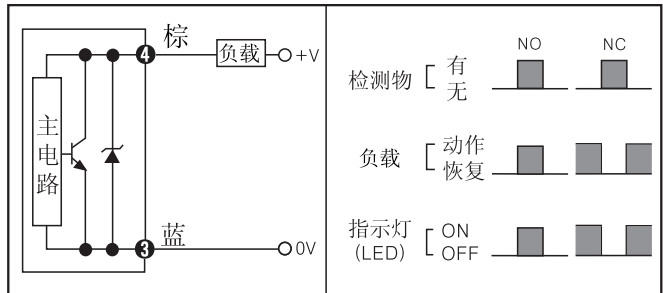 棕
4
负载
+V
主电路
蓝
3
0V
NO NC
检测物 有
无
负载 动作
恢复
指示灯
(LED)
ON
OFF